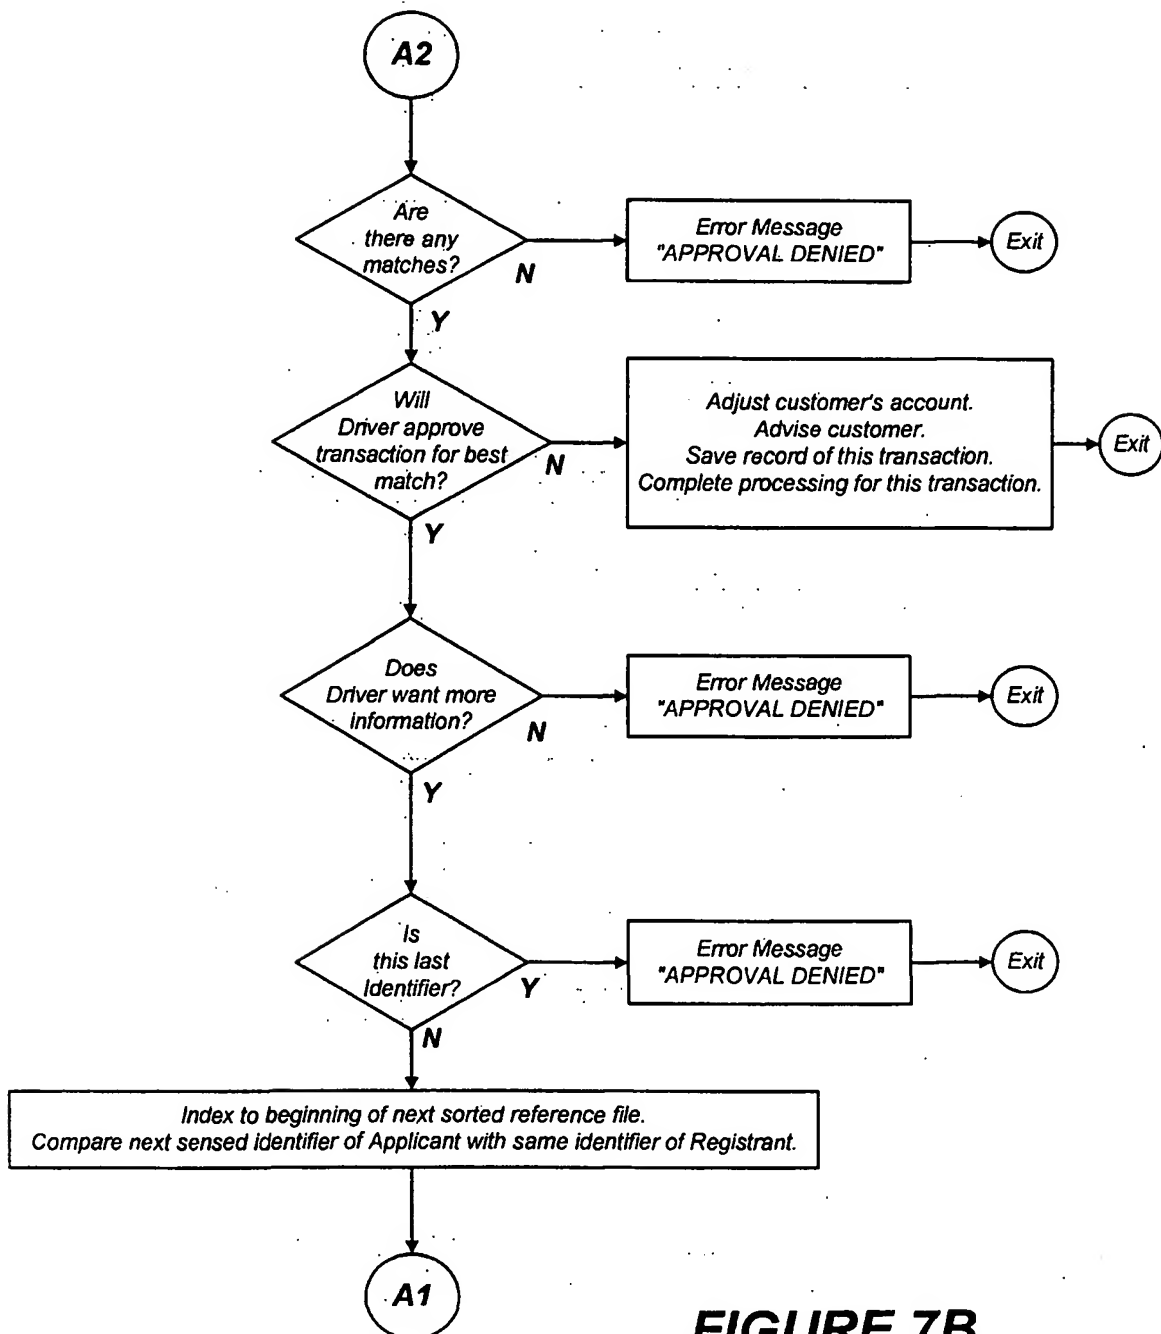 A2
Are
there any
matches?
N
Error Message
"APPROVAL DENIED"
Exit
Y
Will
Driver approve
transaction for best
match?
N
Adjust customer's account.
Advise customer.
Save record of this transaction.
Complete processing for this transaction.
Exit
Y
Does
Driver want more
information?
N
Error Message
"APPROVAL DENIED"
Exit
Y
Is
this last
Identifier?
Y
Error Message
"APPROVAL DENIED"
Exit
N
Index to beginning of next sorted reference file.
Compare next sensed identifier of Applicant with same identifier of Registrant.
A1
FIGURE 7B